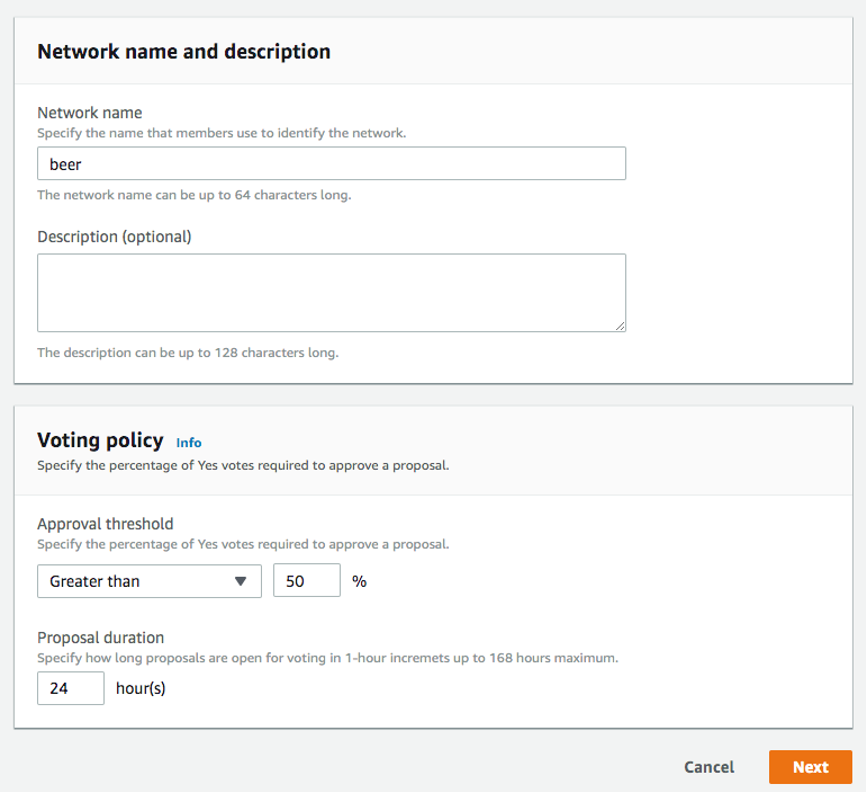 Network name and description
Network name
Specify the name that members use to identify the network.
beer
The network name can be up to 64 characters long.
Description (optional)
The description can be up to 128 characters long.
Voting policy Info
Specify the percentage of Yes votes required to approve a proposal.
Approval threshold
Specify the percentage of Yes votes required to approve a proposal.
Greater than 50 %
Proposal duration
Specify how long proposals are open for voting in 1-hour incremets up to 168 hours maximum.
24 hour(s)
Cancel Next